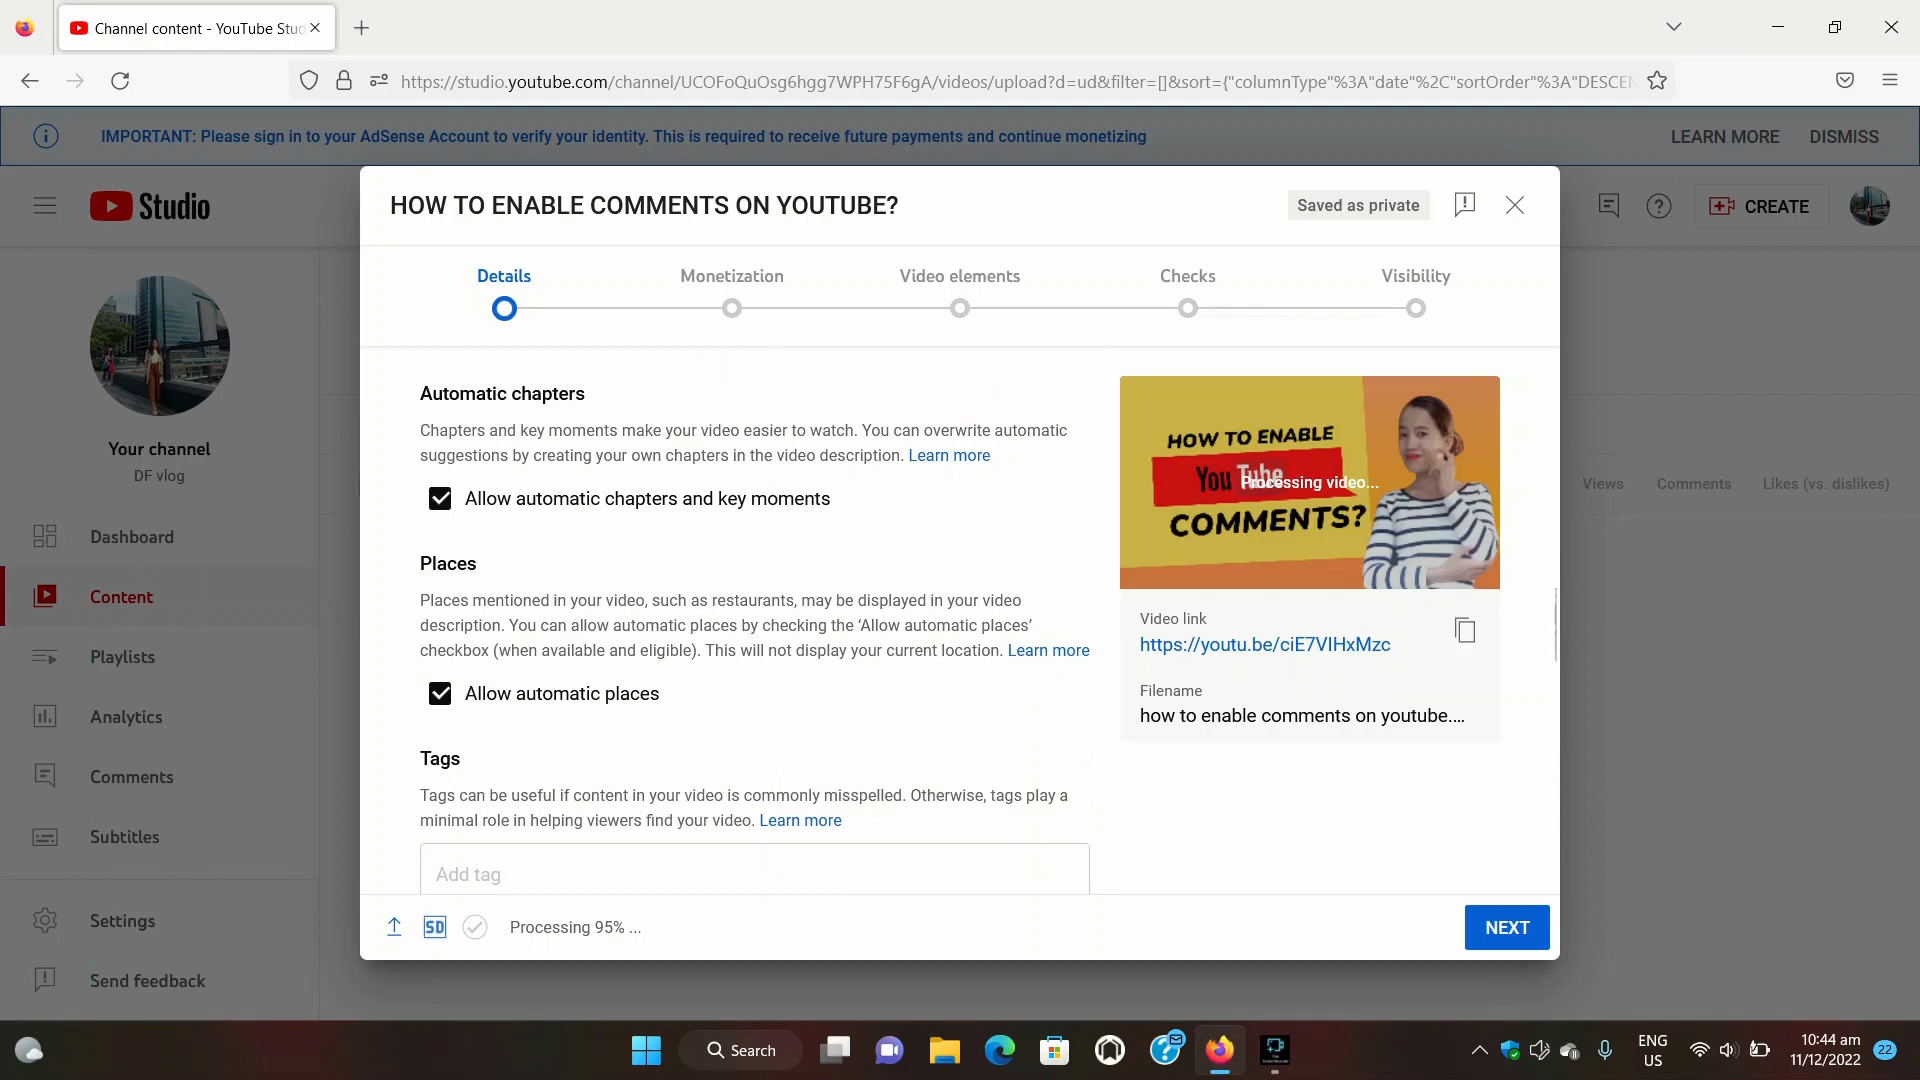 Channel content - YouTube Stud
https://studio.youtube.com/channel/UCOFoQuOsg6hgg7WPH75F6gA/videos/upload?d=ud&filter=[]&sort={"columnType"%3A"date"%2C"sortOrder"%3A"DESCEN
IMPORTANT: Please sign in to your AdSense Account to verify your identity. This is required to receive future payments and continue monetizing
LEARN MORE
DISMISS
Studio
CREATE
HOW TO ENABLE COMMENTS ON YOUTUBE?
Saved as private
Details
Monetization
Video elements
Checks
Visibility
Your channel
DF vlog
Dashboard
Content
Playlists
Analytics
Comments
Subtitles
Settings
Send feedback
Automatic chapters
Chapters and key moments make your video easier to watch. You can overwrite automatic
suggestions by creating your own chapters in the video description. Learn more
Allow automatic chapters and key moments
Places
Places mentioned in your video, such as restaurants, may be displayed in your video
description. You can allow automatic places by checking the ‘Allow automatic places’
checkbox (when available and eligible). This will not display your current location. Learn more
Allow automatic places
Tags
Tags can be useful if content in your video is commonly misspelled. Otherwise, tags play a
minimal role in helping viewers find your video. Learn more
Add tag
HOW TO ENABLE
YouTube
Processing video...
COMMENTS?
Video link
https://youtu.be/ciE7VIHxMzc
Filename
how to enable comments on youtube....
Views
Comments
Likes (vs. dislikes)
SD
Processing 95% ...
NEXT
Search
ENG
US
10:44 am
11/12/2022
22